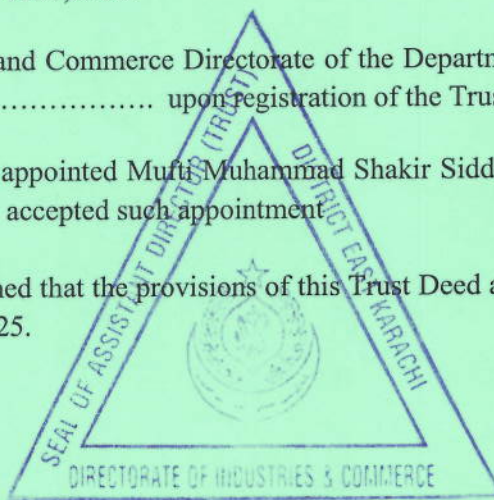 and Commerce Directorate of the Departm
................ upon registration of the Trus
appointed Mufti Muhammad Shakir Sidd
accepted such appointment
ned that the provisions of this Trust Deed a
25.
SEAL OF ASSISTENT DIRECTOR (TRUST)
DISTRICT EAST KARACHI
DIRECTORATE OF INDUSTRIES & COMMERCE